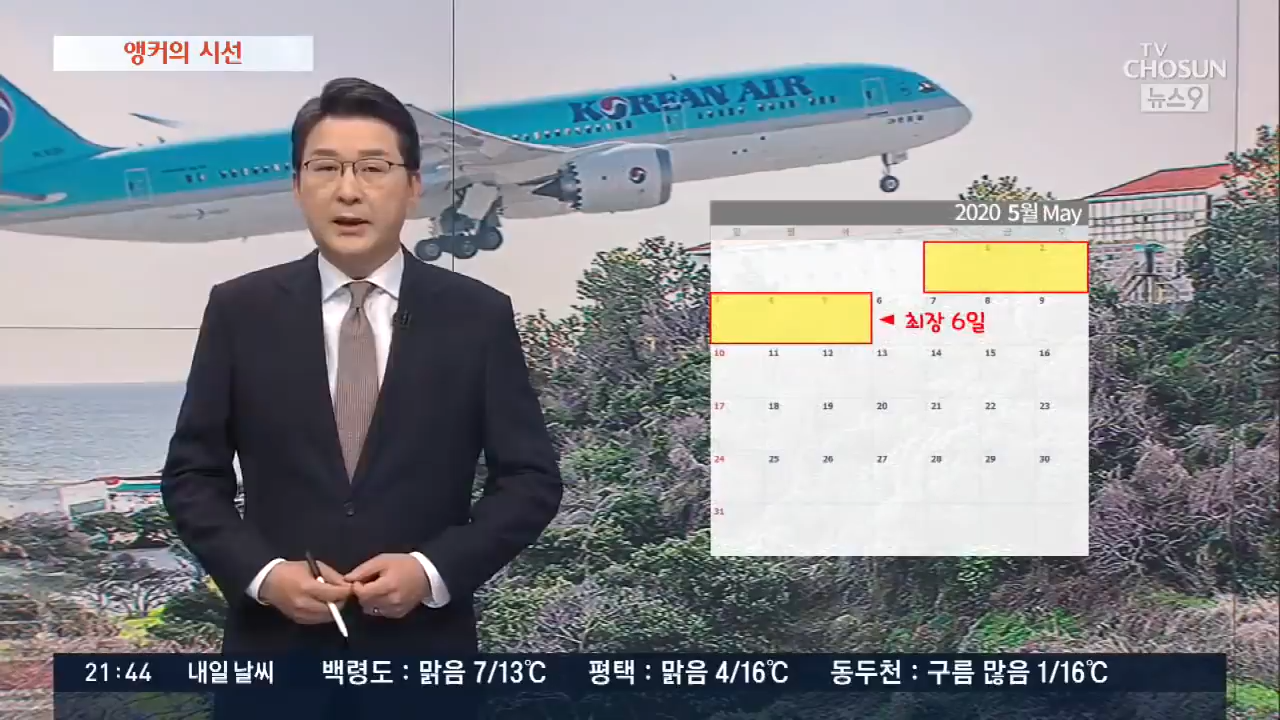 앵커의 시선
TV
CHOSUN
뉴스9
KOREAN AIR
2020 5월 May
1 2
3 4 5 6 7 8 9
◀ 최장 6일
10 11 12 13 14 15 16
17 18 19 20 21 22 23
24 25 26 27 28 29 30
31
21:44 내일 날씨 백령도 : 맑음 7/13℃ 평택 : 맑음 4/16℃ 동두천 : 구름 많음 1/16℃